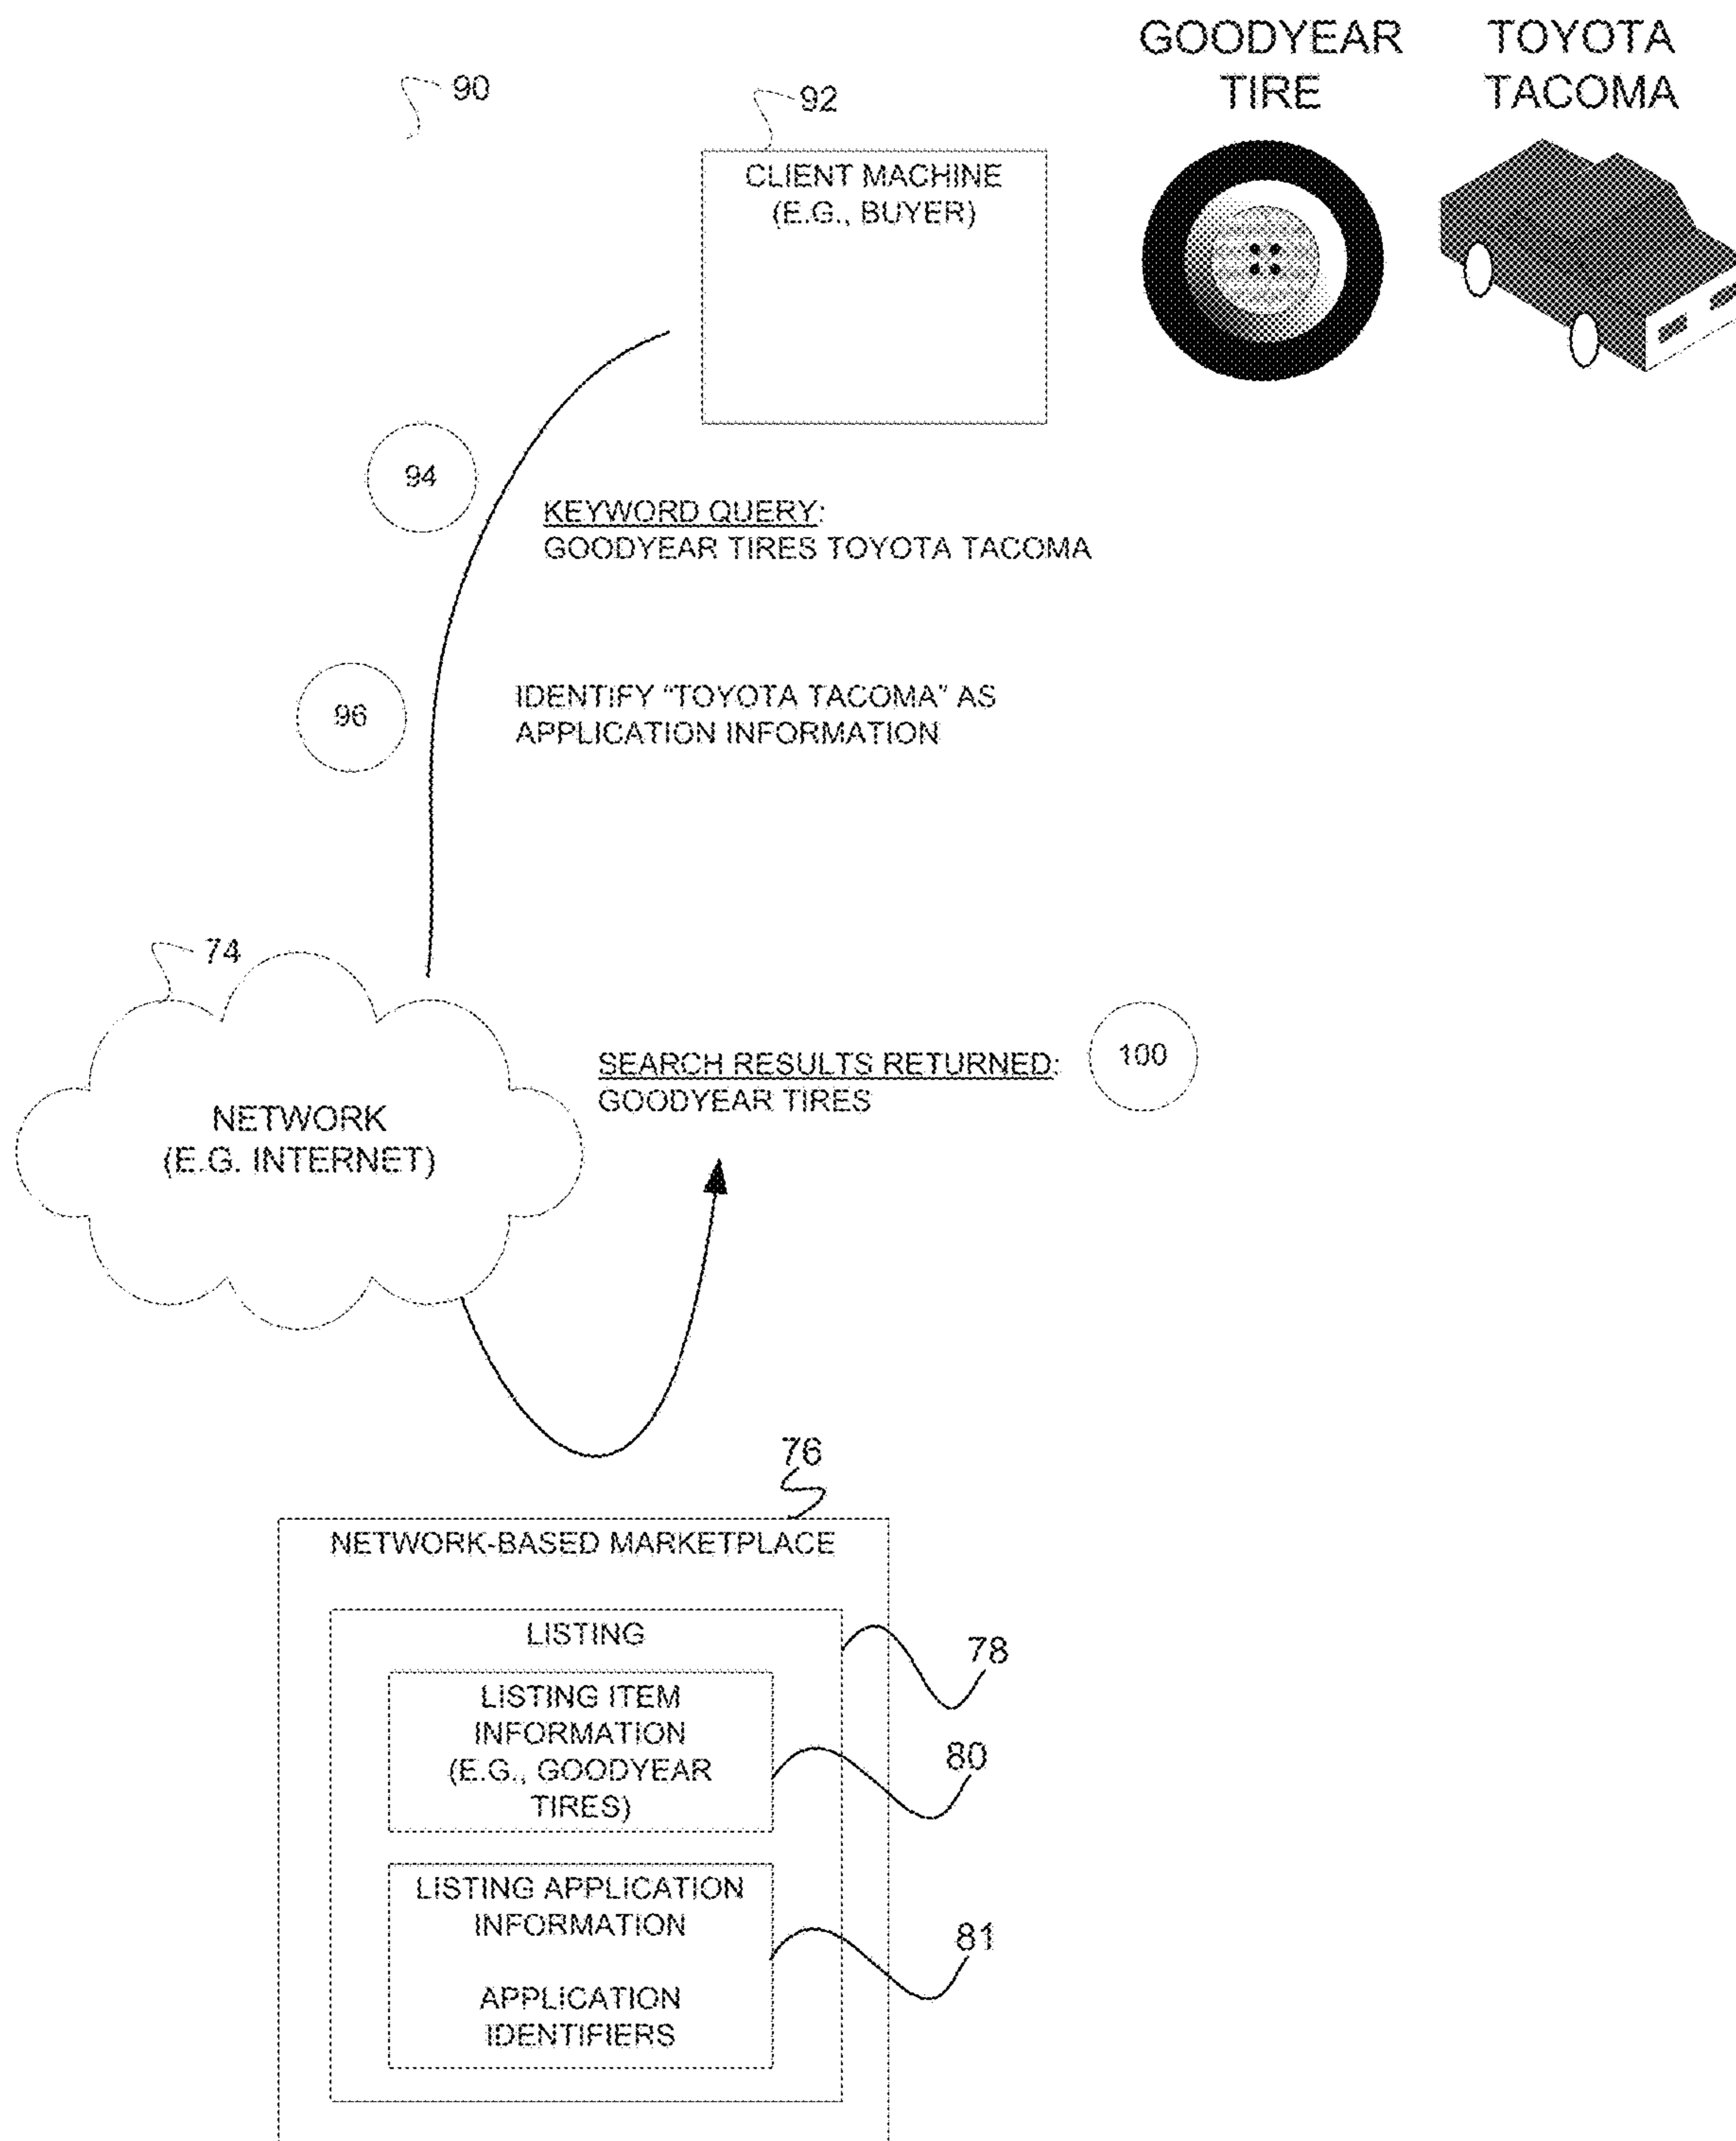 GOODYEAR
TIRE
TOYOTA
TACOMA
90
92
CLIENT MACHINE
(E.G., BUYER)
94
KEYWORD QUERY:
GOODYEAR TIRES TOYOTA TACOMA
96
IDENTIFY "TOYOTA TACOMA" AS
APPLICATION INFORMATION
74
NETWORK
(E.G. INTERNET)
SEARCH RESULTS RETURNED:
GOODYEAR TIRES
100
76
NETWORK-BASED MARKETPLACE
LISTING
78
LISTING ITEM
INFORMATION
(E.G., GOODYEAR
TIRES)
80
LISTING APPLICATION
INFORMATION
APPLICATION
IDENTIFIERS
81